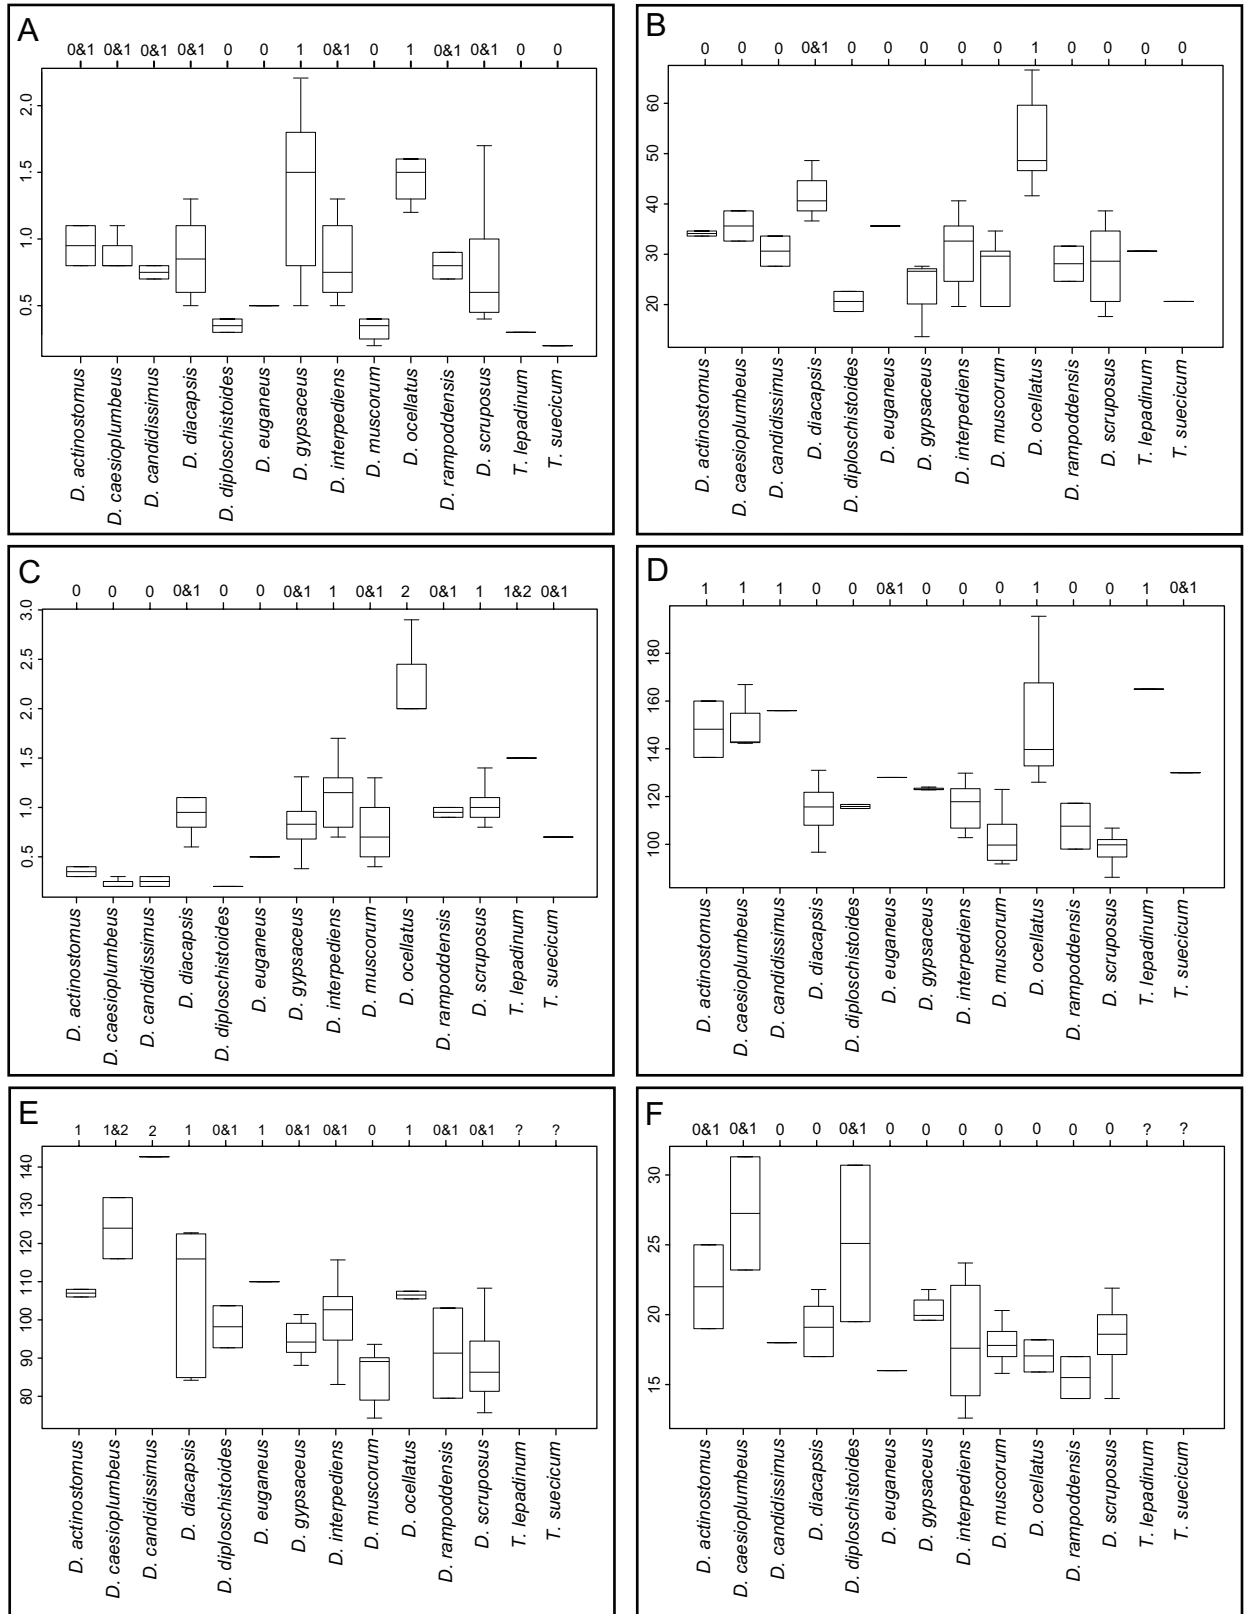 A
0&1 0&1 0&1 0&1 0 0 1 0&1 0 1 0&1 0&1 0 0
2.0
1.5
1.0
0.5
D. actinostomus
D. caesioplumbeus
D. candidissimus
D. diacapsis
D. diploschistoides
D. euganeus
D. gypsaceus
D. interpediens
D. muscorum
D. ocellatus
D. rampoddensis
D. scruposus
T. lepadinum
T. suecicum
B
0 0 0 0&1 0 0 0 0 0 1 0 0 0 0
60
50
40
30
20
D. actinostomus
D. caesioplumbeus
D. candidissimus
D. diacapsis
D. diploschistoides
D. euganeus
D. gypsaceus
D. interpediens
D. muscorum
D. ocellatus
D. rampoddensis
D. scruposus
T. lepadinum
T. suecicum
C
0 0 0 0&1 0 0 0&1 1 0&1 2 0&1 1 1&2 0&1
3.0
2.5
2.0
1.5
1.0
0.5
D. actinostomus
D. caesioplumbeus
D. candidissimus
D. diacapsis
D. diploschistoides
D. euganeus
D. gypsaceus
D. interpediens
D. muscorum
D. ocellatus
D. rampoddensis
D. scruposus
T. lepadinum
T. suecicum
D
1 1 1 0 0 0&1 0 0 0 1 0 0 1 0&1
180
160
140
120
100
D. actinostomus
D. caesioplumbeus
D. candidissimus
D. diacapsis
D. diploschistoides
D. euganeus
D. gypsaceus
D. interpediens
D. muscorum
D. ocellatus
D. rampoddensis
D. scruposus
T. lepadinum
T. suecicum
E
1 1&2 2 1 0&1 1 0&1 0&1 0 1 0&1 0&1 ? ?
140
130
120
110
100
90
80
D. actinostomus
D. caesioplumbeus
D. candidissimus
D. diacapsis
D. diploschistoides
D. euganeus
D. gypsaceus
D. interpediens
D. muscorum
D. ocellatus
D. rampoddensis
D. scruposus
T. lepadinum
T. suecicum
F
0&1 0&1 0 0 0&1 0 0 0 0 0 0 0 ? ?
30
25
20
15
D. actinostomus
D. caesioplumbeus
D. candidissimus
D. diacapsis
D. diploschistoides
D. euganeus
D. gypsaceus
D. interpediens
D. muscorum
D. ocellatus
D. rampoddensis
D. scruposus
T. lepadinum
T. suecicum